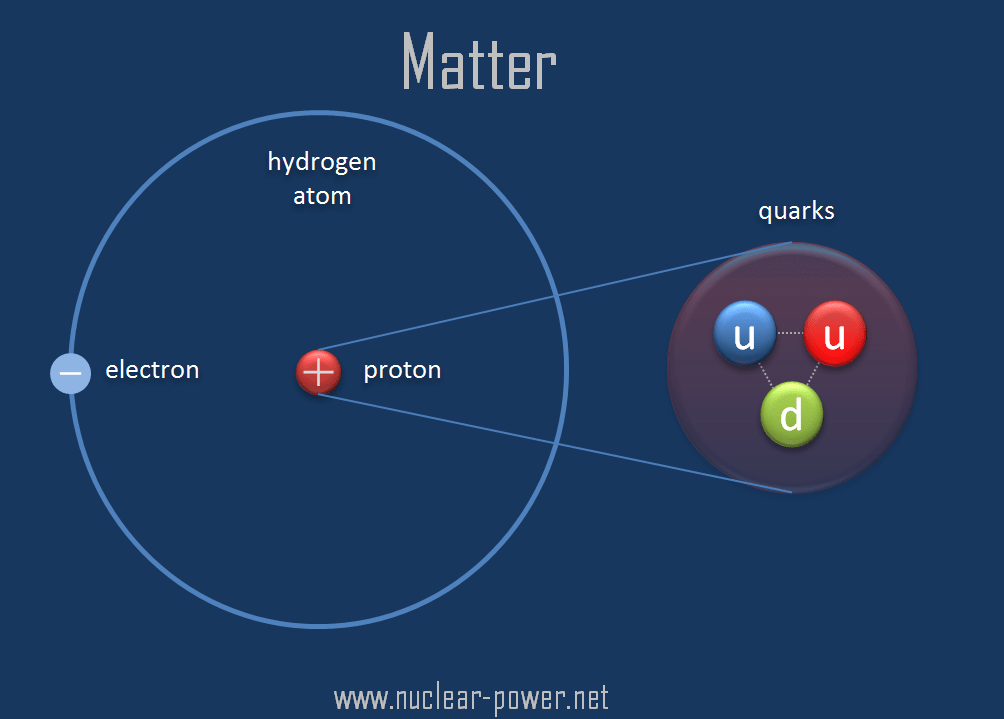 Matter
hydrogen
atom
quarks
u
u
electron
−
+
proton
d
www.nuclear-power.net